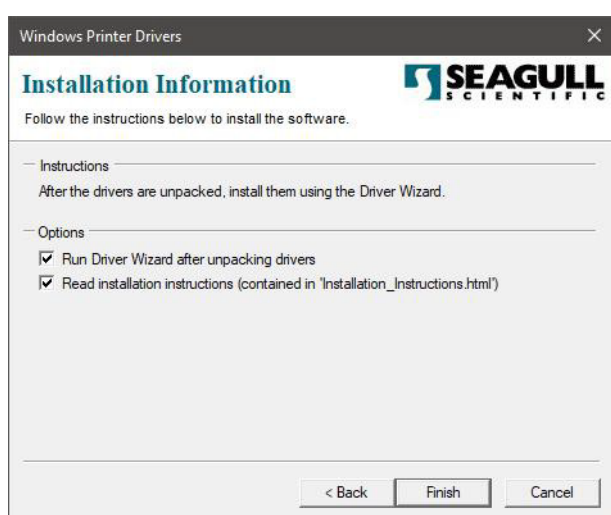 Windows Printer Drivers
Installation Information
SEAGULL
SCIENTIFIC
Follow the instructions below to install the software.
Instructions
After the drivers are unpacked, install them using the Driver Wizard.
Options
Run Driver Wizard after unpacking drivers
Read installation instructions (contained in 'Installation_Instructions.html')
< Back
Finish
Cancel